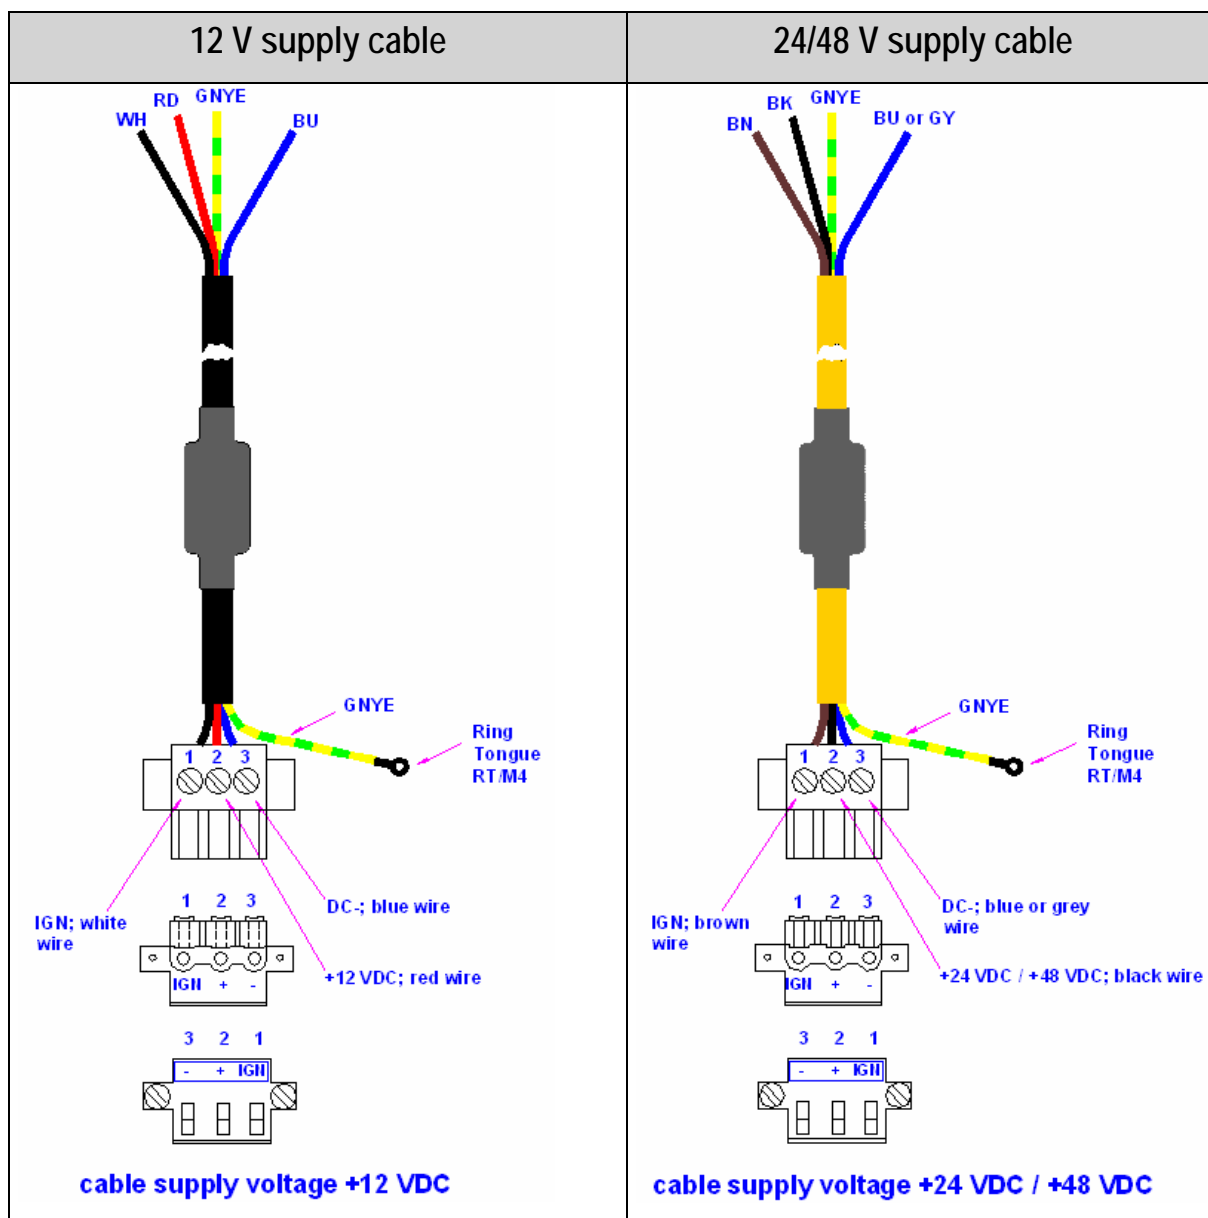 12 V supply cable
24/48 V supply cable
WH
RD
GNYE
BU
GNYE
Ring
Tongue
RT/M4
1 2 3
IGN; white
wire
DC-; blue wire
+12 VDC; red wire
1 2 3
IGN + -
3 2 1
- + IGN
cable supply voltage +12 VDC
BN
BK
GNYE
BU or GY
GNYE
Ring
Tongue
RT/M4
1 2 3
IGN; brown
wire
DC-; blue or grey
wire
+24 VDC / +48 VDC; black wire
1 2 3
IGN + -
3 2 1
- + IGN
cable supply voltage +24 VDC / +48 VDC